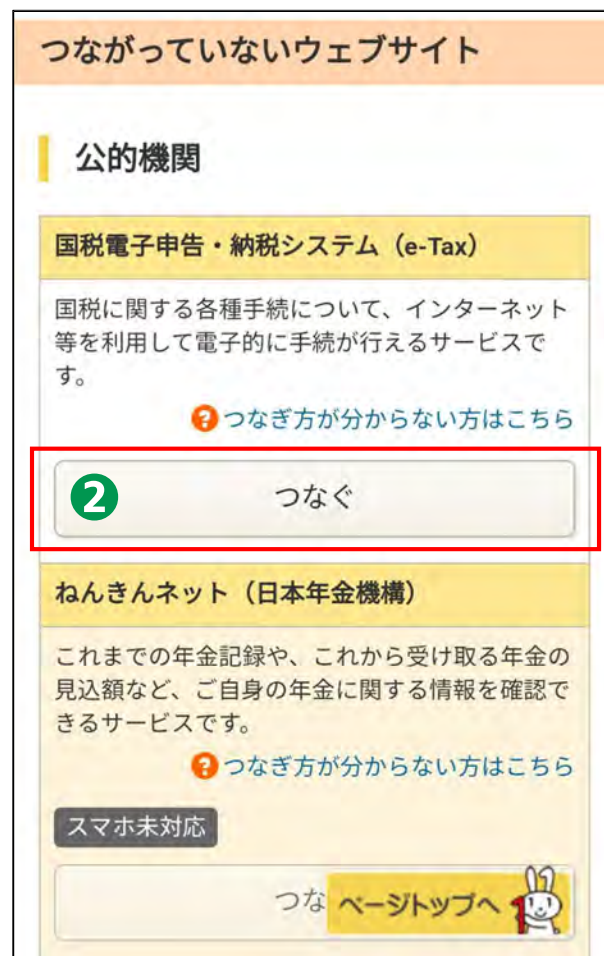 つながっていないウェブサイト
公的機関
国税電子申告・納税システム（e-Tax）
国税に関する各種手続について、インターネット
等を利用して電子的に手続が行えるサービスで
す。
?つなぎ方が分からない方はこちら
2 つなぐ
ねんきんネット（日本年金機構）
これまでの年金記録や、これから受け取る年金の
見込額など、ご自身の年金に関する情報を確認で
きるサービスです。
?つなぎ方が分からない方はこちら
スマホ未対応
つな ページトップへ